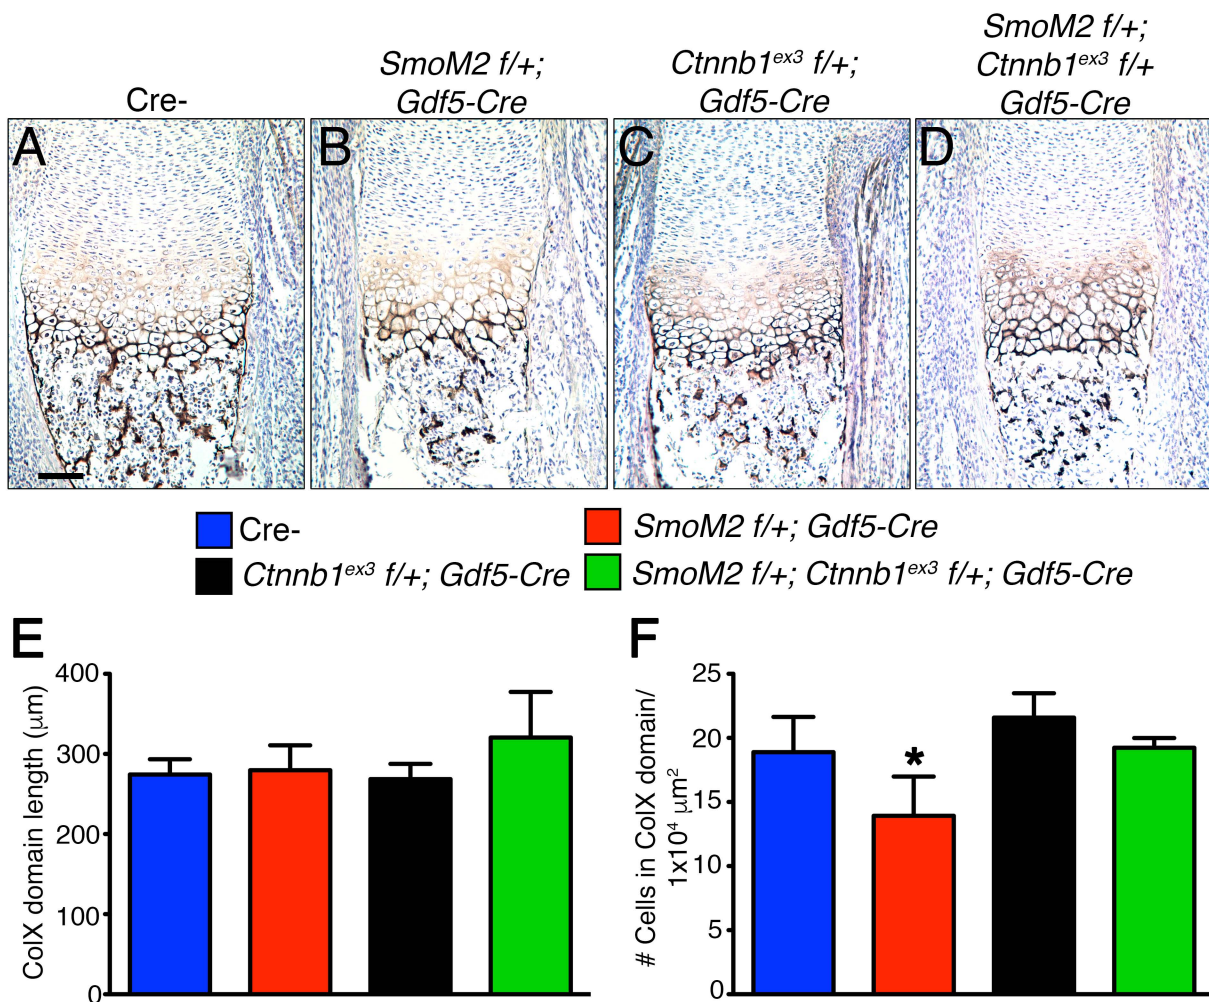 Cre-
SmoM2 f/+;
Gdf5-Cre
Ctnnb1ᵉˣ³ f/+;
Gdf5-Cre
SmoM2 f/+;
Ctnnb1ᵉˣ³ f/+
Gdf5-Cre
A
B
C
D
Cre-
SmoM2 f/+; Gdf5-Cre
Ctnnb1ᵉˣ³ f/+; Gdf5-Cre
SmoM2 f/+; Ctnnb1ᵉˣ³ f/+; Gdf5-Cre
E
ColX domain length (μm)
400
300
200
100
0
F
# Cells in ColX domain/
1x10⁴ μm²
25
20
15
10
5
0
*